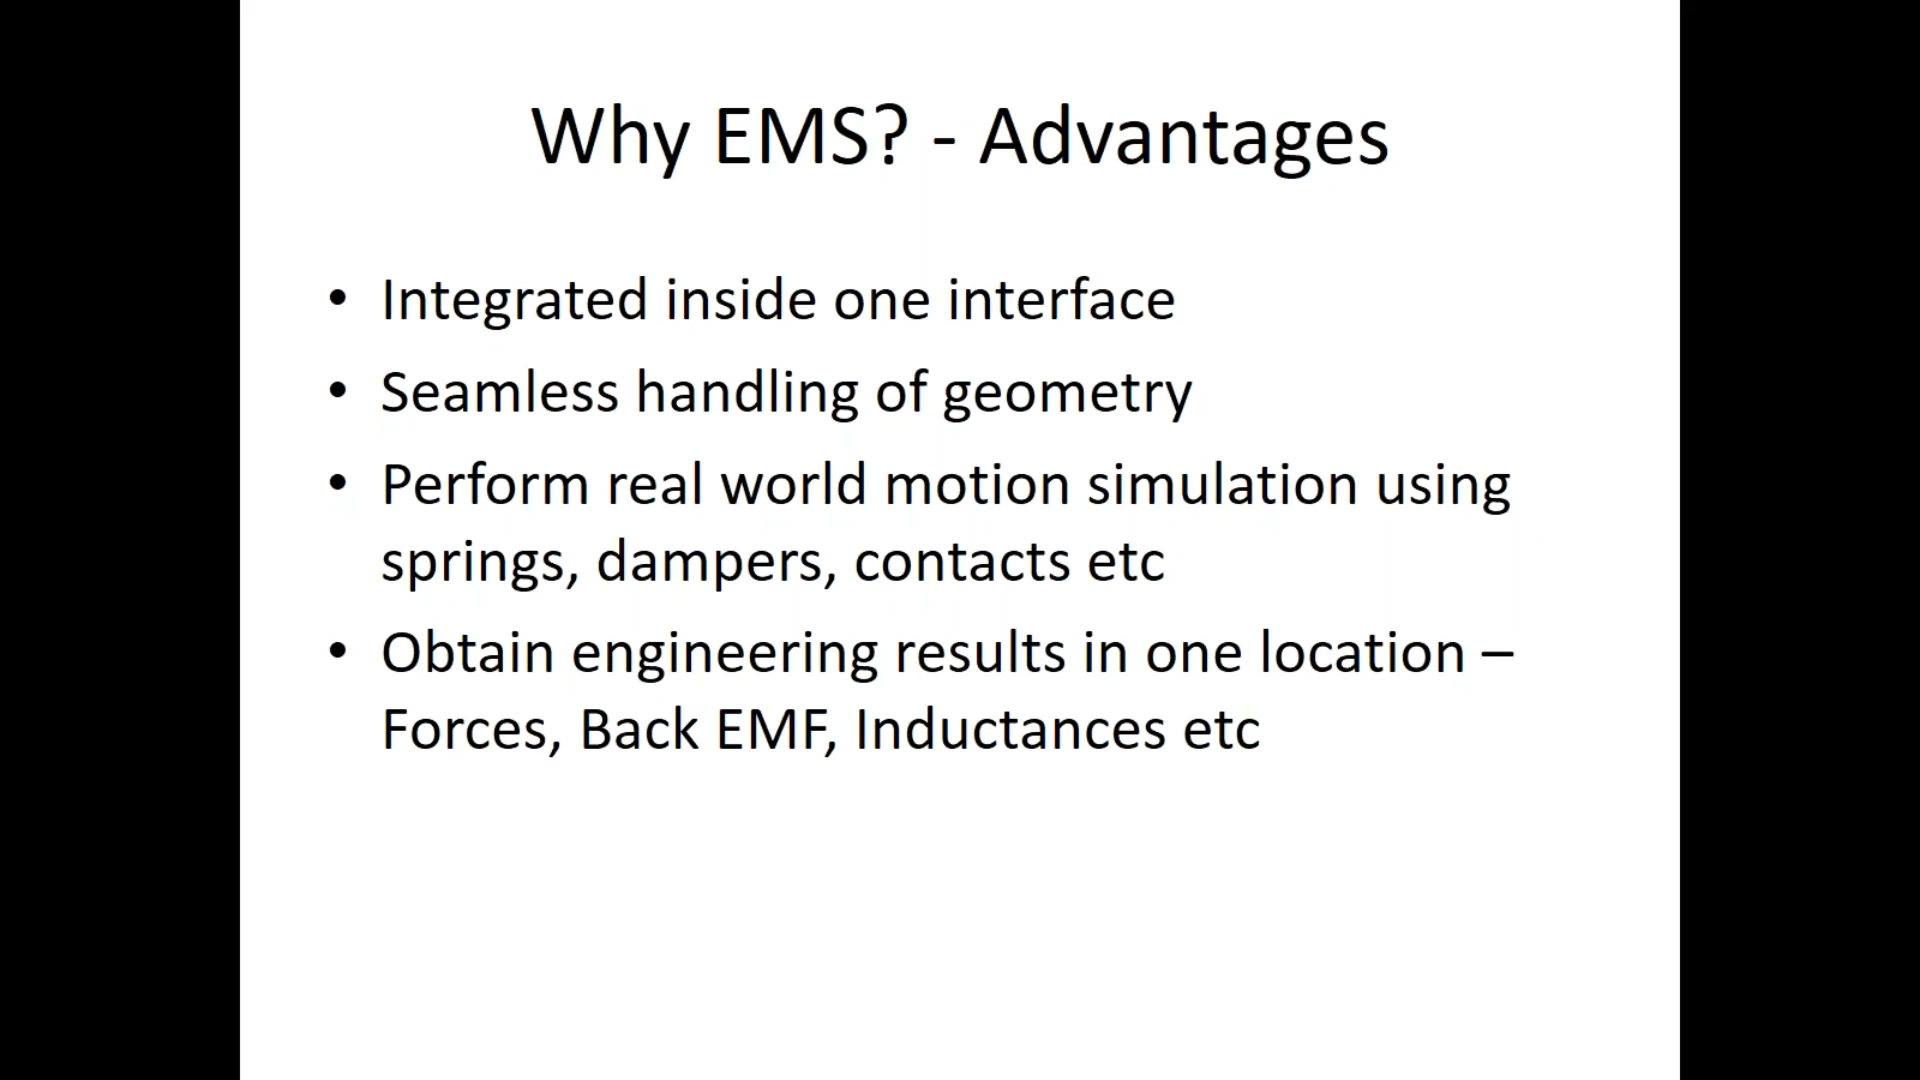 Why EMS? - Advantages
• Integrated inside one interface
• Seamless handling of geometry
• Perform real world motion simulation using
springs, dampers, contacts etc
• Obtain engineering results in one location –
Forces, Back EMF, Inductances etc